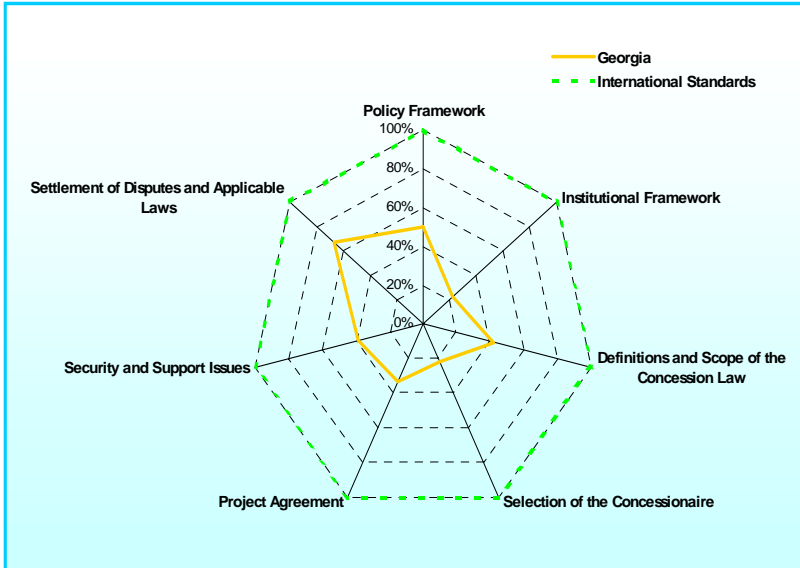 Georgia
International Standards
Policy Framework
100%
80%
60%
40%
20%
0%
Institutional Framework
Definitions and Scope of the
Concession Law
Selection of the Concessionaire
Project Agreement
Security and Support Issues
Settlement of Disputes and Applicable
Laws